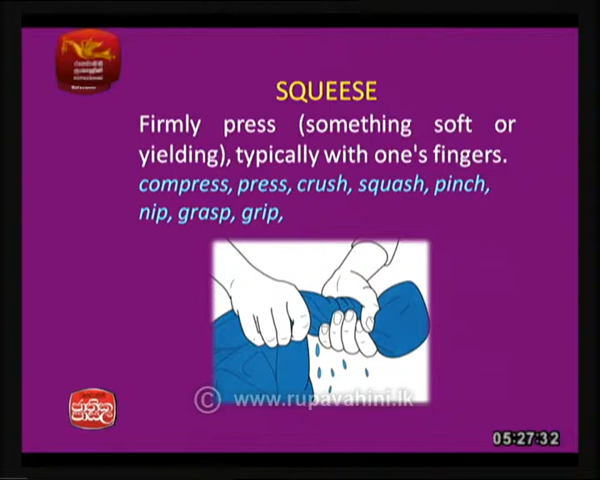 SQUEESE
Firmly press (something soft or
yielding), typically with one's fingers.
compress, press, crush, squash, pinch,
nip, grasp, grip,
© www.rupavahini.lk
05:27:32